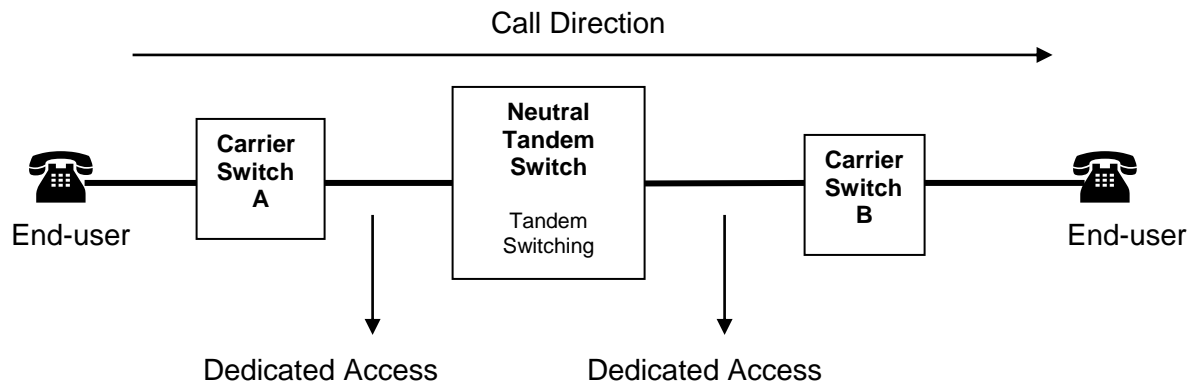 Call Direction
Neutral
Tandem
Switch
Tandem
Switching
Carrier
Switch
A
Carrier
Switch
B
End-user
End-user
Dedicated Access
Dedicated Access